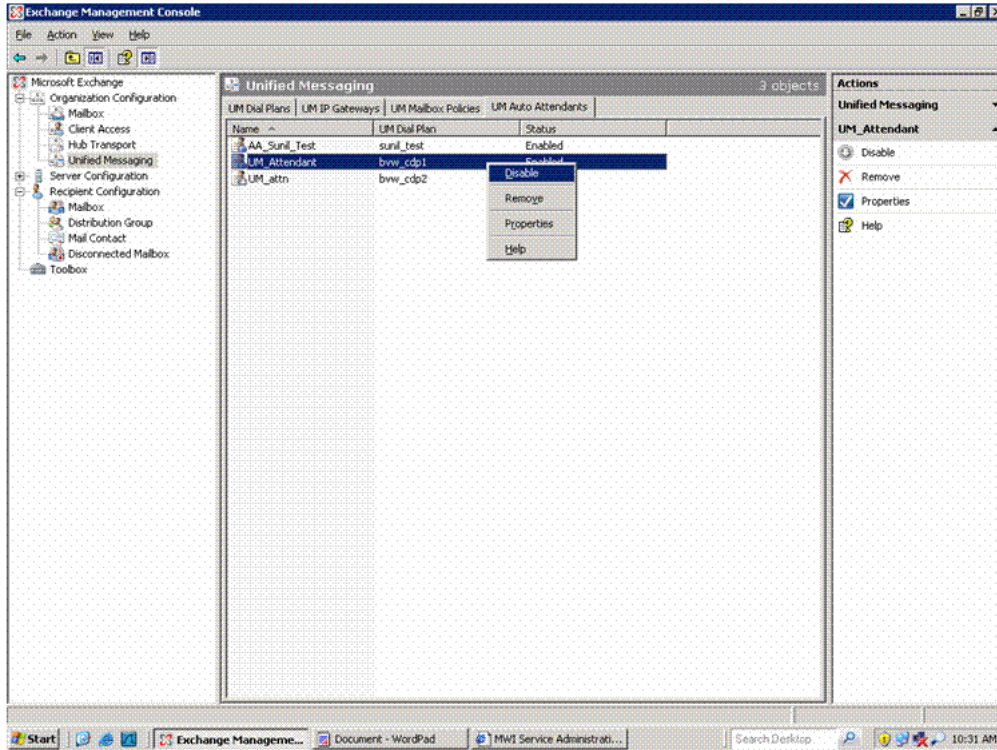 Exchange Management Console
File Action View Help
Microsoft Exchange
Organization Configuration
Mailbox
Client Access
Hub Transport
Unified Messaging
Server Configuration
Recipient Configuration
Mailbox
Distribution Group
Mail Contact
Disconnected Mailbox
Toolbox
Unified Messaging 3 objects
UM Dial Plans UM IP Gateways UM Mailbox Policies UM Auto Attendants
Name UM Dial Plan Status
AA_Sunil_Test sunil_test Enabled
UM_Attendant bvw_cdp1 Enabled
UM_attn bvw_cdp2
Disable
Remove
Properties
Help
Actions
Unified Messaging
UM_Attendant
Disable
Remove
Properties
Help
Start Exchange Manageme... Document - WordPad MWI Service Administrati... Search Desktop 10:31 AM